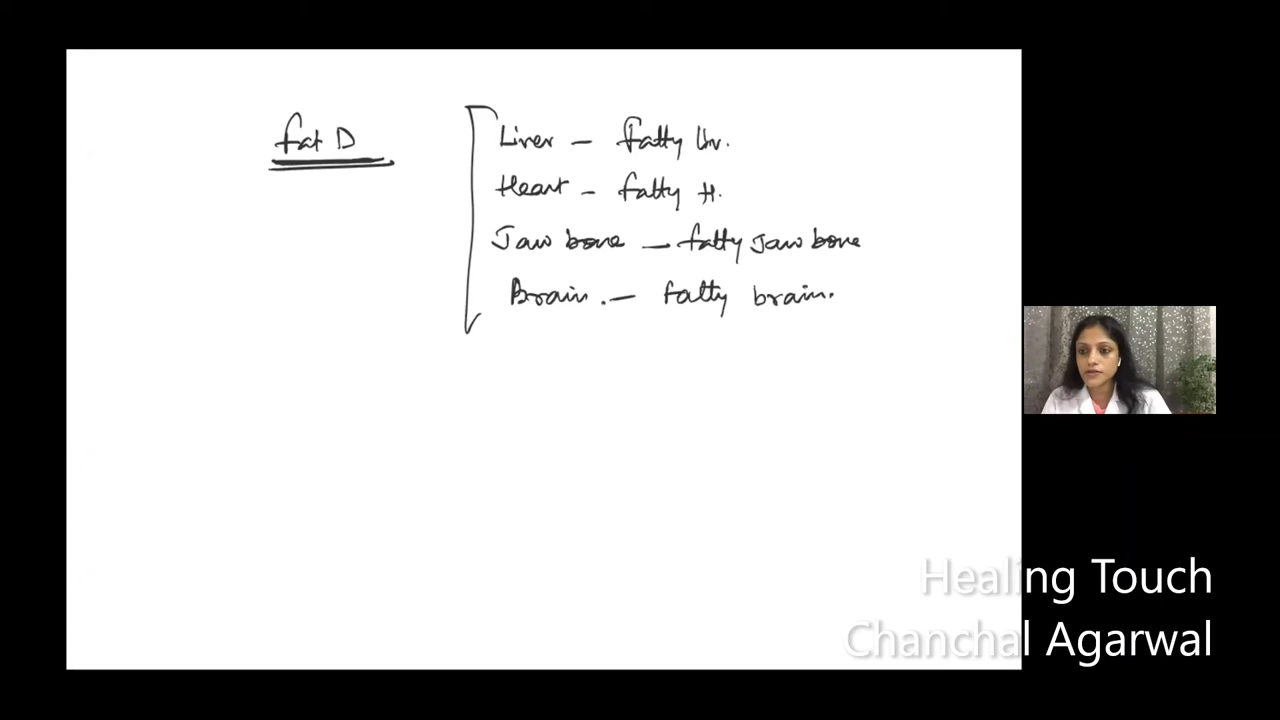 fat D
Liver - Fatty Liv.
Heart - fatty H.
Jaw bone - fatty Jaw bone
Brain. - fatty brain.
Healing Touch
Chanchal Agarwal